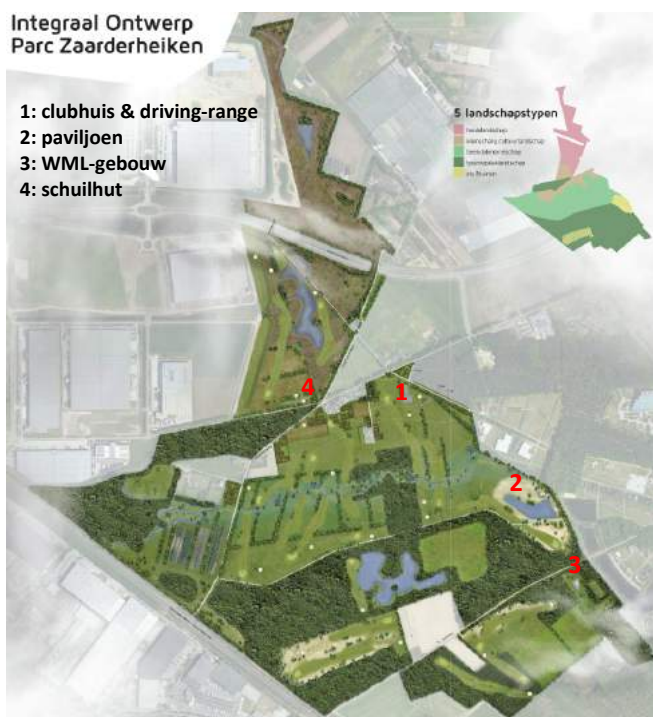 Integraal Ontwerp
Parc Zaarderheiken
1: clubhuis & driving-range
2: paviljoen
3: WML-gebouw
4: schuilhut
5 landschapstypen
4
1
2
3